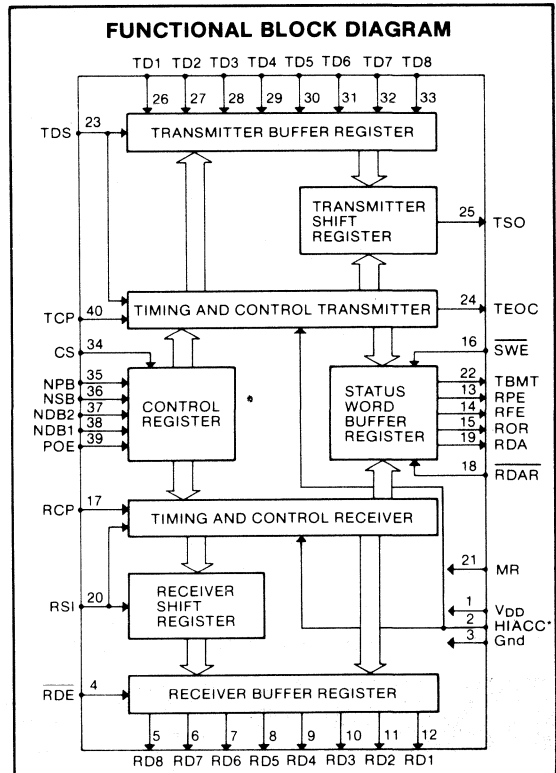 FUNCTIONAL BLOCK DIAGRAM
TD1 TD2 TD3 TD4 TD5 TD6 TD7 TD8
26 27 28 29 30 31 32 33
TDS 23
TRANSMITTER BUFFER REGISTER
TRANSMITTER
SHIFT
REGISTER
25 TSO
TIMING AND CONTROL TRANSMITTER
24 TEOC
TCP 40
CS 34
NPB 35
NSB 36
NDB2 37
NDB1 38
POE 39
CONTROL
REGISTER
STATUS
WORD
BUFFER
REGISTER
16 SWE
22 TBMT
13 RPE
14 RFE
15 ROR
19 RDA
18 RDAR
RCP 17
TIMING AND CONTROL RECEIVER
21 MR
RSI 20
RECEIVER
SHIFT
REGISTER
1 VDD
2 HIACC*
3 Gnd
RDE 4
RECEIVER BUFFER REGISTER
5 6 7 8 9 10 11 12
RD8 RD7 RD6 RD5 RD4 RD3 RD2 RD1